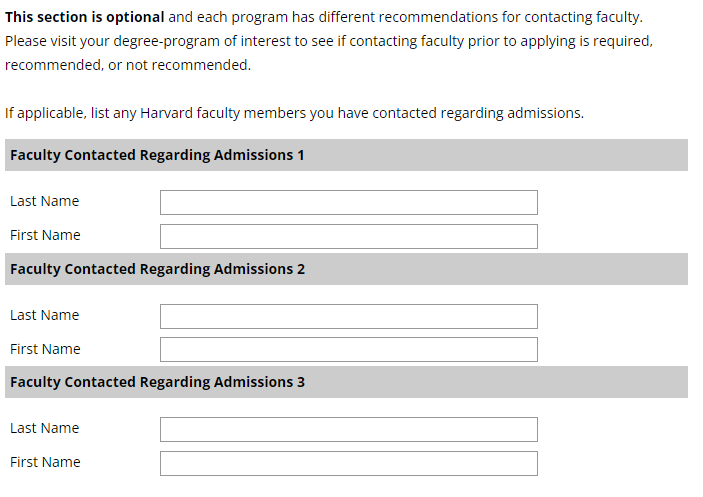 This section is optional and each program has different recommendations for contacting faculty.
Please visit your degree-program of interest to see if contacting faculty prior to applying is required,
recommended, or not recommended.
If applicable, list any Harvard faculty members you have contacted regarding admissions.
Faculty Contacted Regarding Admissions 1
Last Name
First Name
Faculty Contacted Regarding Admissions 2
Last Name
First Name
Faculty Contacted Regarding Admissions 3
Last Name
First Name